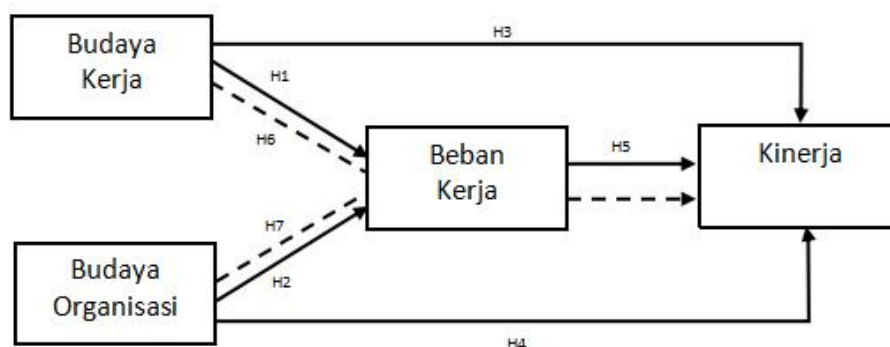 Budaya
Kerja
H3
H1
H6
Beban
Kerja
H5
Kinerja
H7
H2
Budaya
Organisasi
H4